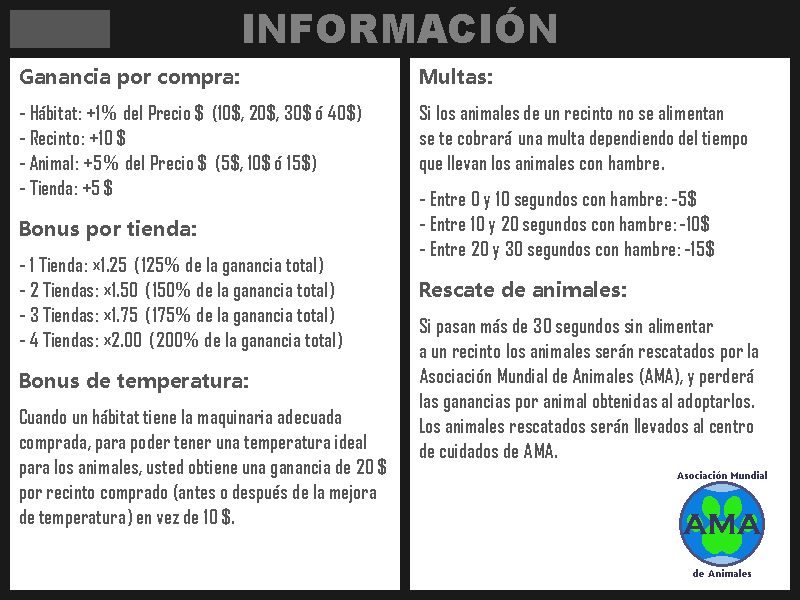 INFORMACIÓN
Ganancia por compra:
- Hábitat: +1% del Precio $ (10$, 20$, 30$ ó 40$)
- Recinto: +10 $
- Animal: +5% del Precio $ (5$, 10$ ó 15$)
- Tienda: +5 $
Bonus por tienda:
- 1 Tienda: ×1.25 (125% de la ganancia total)
- 2 Tiendas: ×1.50 (150% de la ganancia total)
- 3 Tiendas: ×1.75 (175% de la ganancia total)
- 4 Tiendas: ×2.00 (200% de la ganancia total)
Bonus de temperatura:
Cuando un hábitat tiene la maquinaria adecuada
comprada, para poder tener una temperatura ideal
para los animales, usted obtiene una ganancia de 20 $
por recinto comprado (antes o después de la mejora
de temperatura) en vez de 10 $.
Multas:
Si los animales de un recinto no se alimentan
se te cobrará una multa dependiendo del tiempo
que llevan los animales con hambre.
- Entre 0 y 10 segundos con hambre: -5$
- Entre 10 y 20 segundos con hambre: -10$
- Entre 20 y 30 segundos con hambre: -15$
Rescate de animales:
Si pasan más de 30 segundos sin alimentar
a un recinto los animales serán rescatados por la
Asociación Mundial de Animales (AMA), y perderá
las ganancias por animal obtenidas al adoptarlos.
Los animales rescatados serán llevados al centro
de cuidados de AMA.
Asociación Mundial
AMA
de Animales